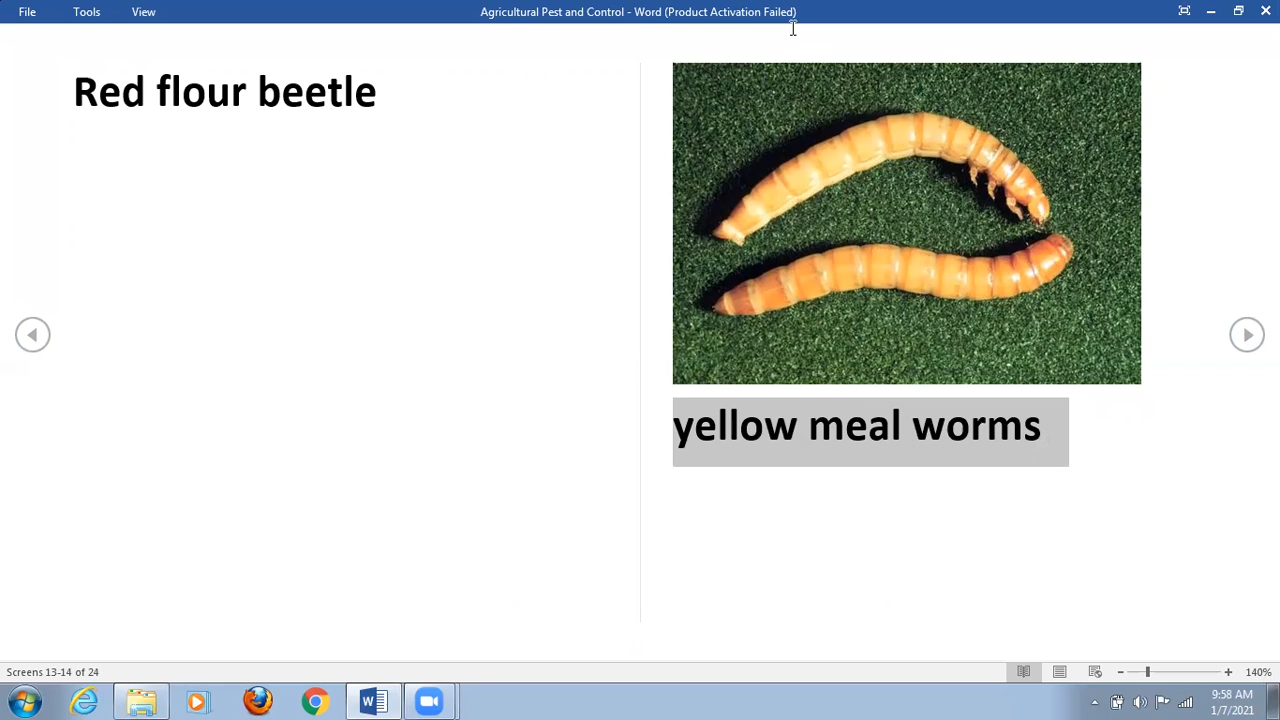 File Tools View Agricultural Pest and Control - Word (Product Activation Failed)
Red flour beetle
yellow meal worms
Screens 13-14 of 24 140%
9:58 AM
1/7/2021